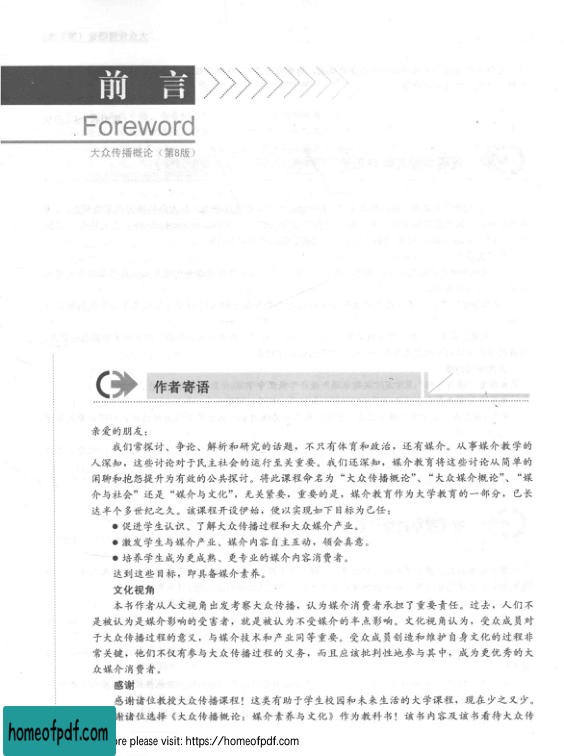 前 言
Foreword
大众传播概论（第8版）
作者寄语
亲爱的朋友：
我们常探讨、争论、解析和研究的话题，不只有体育和政治，还有媒介。从事媒介教学的
人深知，这些讨论对于民主社会的运行至关重要。我们还深知，媒介教育将这些讨论从简单的
闲聊和抱怨提升为有效的公共探讨。将此课程命名为“大众传播概论”、“大众媒介概论”、“媒
介与社会”还是“媒介与文化”，无关紧要，重要的是，媒介教育作为大学教育的一部分，已长
达半个多世纪之久。该课程开设伊始，便以实现如下目标为己任：
●促进学生认识、了解大众传播过程和大众媒介产业。
●激发学生与媒介产业、媒介内容自主互动，领会真意。
●培养学生成为更成熟、更专业的媒介内容消费者。
达到这些目标，即具备媒介素养。
文化视角
本书作者从人文视角出发考察大众传播，认为媒介消费者承担了重要责任。过去，人们不
是被认为是媒介影响的受害者，就是被认为不受媒介的半点影响。文化视角认为，受众成员对
于大众传播过程的意义，与媒介技术和产业同等重要。受众成员创造和维护自身文化的过程非
常关键，他们不仅有参与大众传播过程的义务，而且应该批判性地参与其中，成为更优秀的大
众媒介消费者。
感谢
感谢诸位教授大众传播课程！这类有助于学生校园和未来生活的大学课程，现在少之又少。
谢诸位选择《大众传播概论：媒介素养与文化》作为教科书！该书内容及该书看待大众传
homeofpdf.com
ore please visit: https://homeofpdf.com